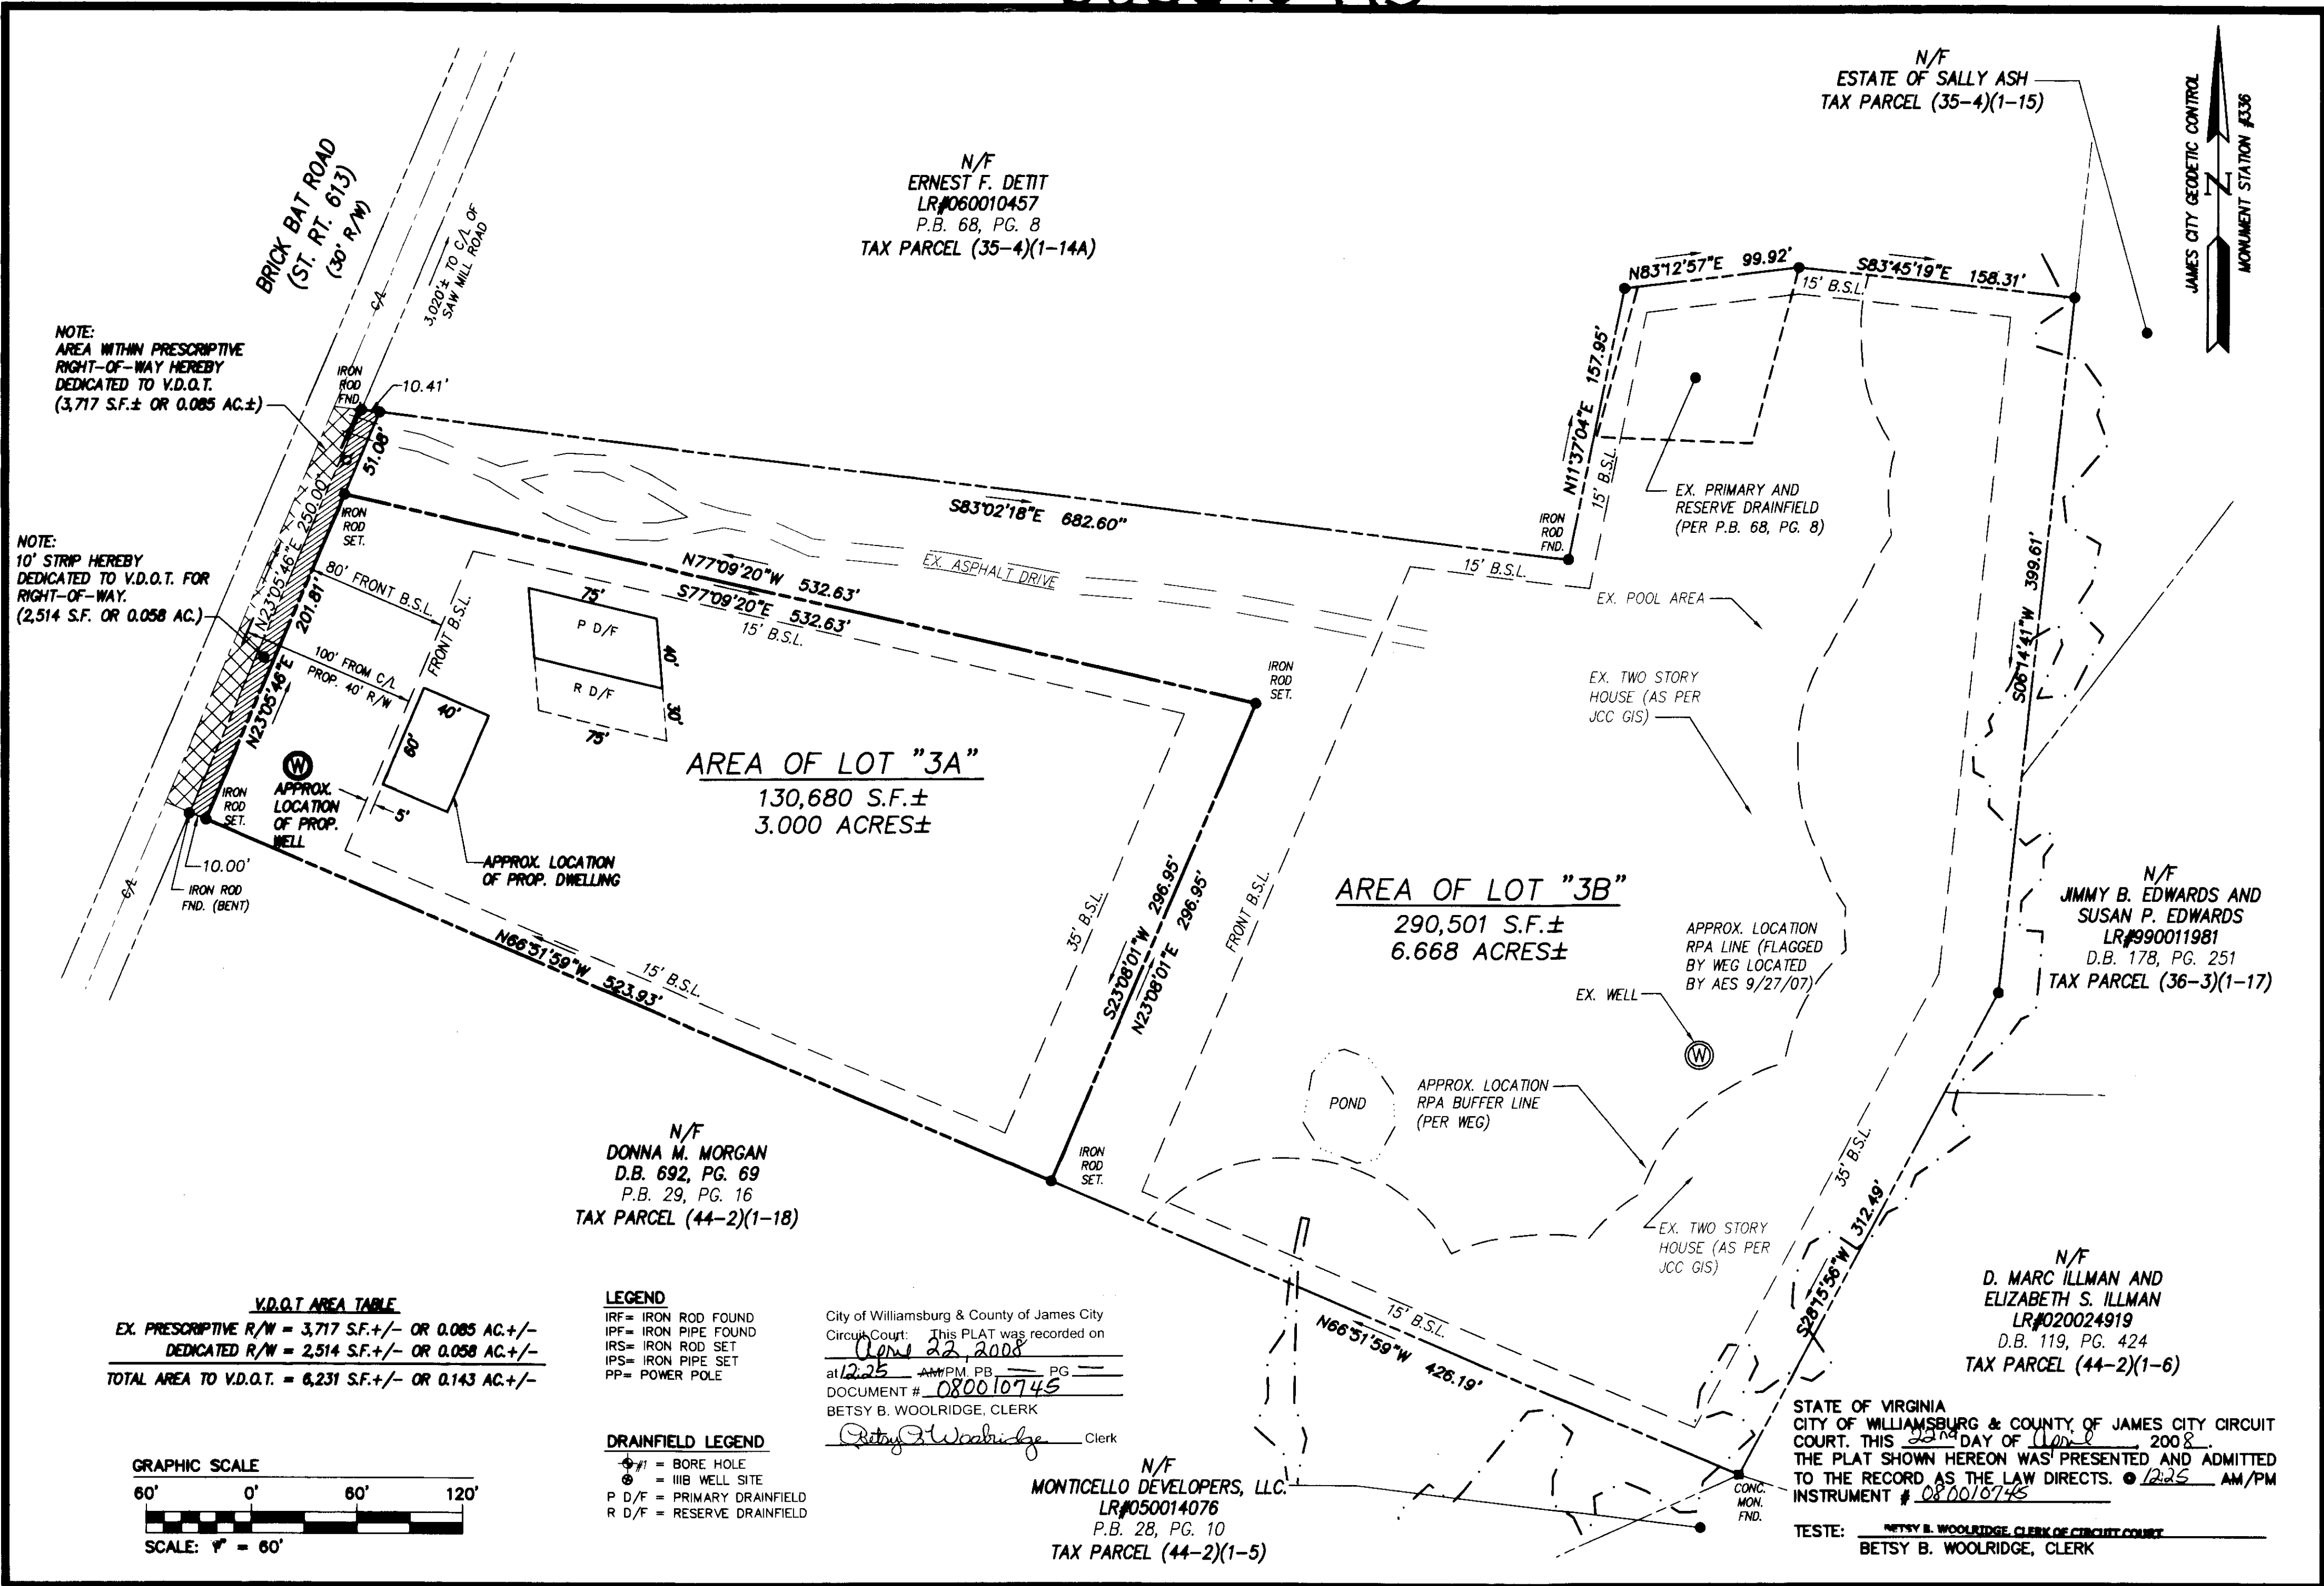 N/F
ESTATE OF SALLY ASH
TAX PARCEL (35-4)(1-15)
JAMES CITY GEODETIC CONTROL
N
MONUMENT STATION #336
BRICK BAT ROAD
(ST. RT. 613)
(30' R/W)
C/L
3,020'± TO C/L OF
SAW MILL ROAD
N/F
ERNEST F. DETIT
LR#060010457
P.B. 68, PG. 8
TAX PARCEL (35-4)(1-14A)
N83°12'57"E 99.92'
S83°45'19"E 158.31'
15' B.S.L.
NOTE:
AREA WITHIN PRESCRIPTIVE
RIGHT-OF-WAY HEREBY
DEDICATED TO V.D.O.T.
(3,717 S.F.± OR 0.085 AC.±)
IRON
ROD
FND.
10.41'
51.08'
N11°37'04"E 157.95'
15' B.S.L.
EX. PRIMARY AND
RESERVE DRAINFIELD
(PER P.B. 68, PG. 8)
S83°02'18"E 682.60"
IRON
ROD
FND.
15' B.S.L.
NOTE:
10' STRIP HEREBY
DEDICATED TO V.D.O.T. FOR
RIGHT-OF-WAY.
(2,514 S.F. OR 0.058 AC.)
N23°05'46"E 250.00'
IRON
ROD
SET.
201.81'
N23°05'46"E
80' FRONT B.S.L.
FRONT B.S.L.
100' FROM C/L
PROP. 40' R/W
EX. ASPHALT DRIVE
N77°09'20"W 532.63'
S77°09'20"E 532.63'
15' B.S.L.
75'
P D/F
40'
R D/F
30'
75'
EX. POOL AREA
S06°14'41"W 399.61'
IRON
ROD
SET.
EX. TWO STORY
HOUSE (AS PER
JCC GIS)
40'
60'
W
APPROX.
LOCATION
OF PROP.
WELL
5'
IRON
ROD
SET.
10.00'
IRON ROD
FND. (BENT)
C/L
APPROX. LOCATION
OF PROP. DWELLING
AREA OF LOT "3A"
130,680 S.F.±
3.000 ACRES±
35' B.S.L.
S23°08'01"W 296.95'
N23°08'01"E 296.95'
FRONT B.S.L.
AREA OF LOT "3B"
290,501 S.F.±
6.668 ACRES±
APPROX. LOCATION
RPA LINE (FLAGGED
BY WEG LOCATED
BY AES 9/27/07)
EX. WELL
W
N/F
JIMMY B. EDWARDS AND
SUSAN P. EDWARDS
LR#990011981
D.B. 178, PG. 251
TAX PARCEL (36-3)(1-17)
N66°51'59"W 523.93'
15' B.S.L.
POND
APPROX. LOCATION
RPA BUFFER LINE
(PER WEG)
IRON
ROD
SET.
35' B.S.L.
EX. TWO STORY
HOUSE (AS PER
JCC GIS)
S28°15'56"W 312.49'
N/F
DONNA M. MORGAN
D.B. 692, PG. 69
P.B. 29, PG. 16
TAX PARCEL (44-2)(1-18)
15' B.S.L.
N66°51'59"W 426.19'
N/F
D. MARC ILLMAN AND
ELIZABETH S. ILLMAN
LR#020024919
D.B. 119, PG. 424
TAX PARCEL (44-2)(1-6)
V.D.O.T AREA TABLE
EX. PRESCRIPTIVE R/W = 3,717 S.F.+/- OR 0.085 AC.+/-
DEDICATED R/W = 2,514 S.F.+/- OR 0.058 AC.+/-
TOTAL AREA TO V.D.O.T. = 6,231 S.F.+/- OR 0.143 AC.+/-
LEGEND
IRF= IRON ROD FOUND
IPF= IRON PIPE FOUND
IRS= IRON ROD SET
IPS= IRON PIPE SET
PP= POWER POLE
DRAINFIELD LEGEND
#1 = BORE HOLE
= IIIB WELL SITE
P D/F = PRIMARY DRAINFIELD
R D/F = RESERVE DRAINFIELD
City of Williamsburg & County of James City
Circuit Court: This PLAT was recorded on
April 22, 2008
at 12:25 AM/PM. PB — PG —
DOCUMENT # 080010745
BETSY B. WOOLRIDGE, CLERK
Betsy B Woolridge Clerk
GRAPHIC SCALE
60' 0' 60' 120'
SCALE: 1" = 60'
N/F
MONTICELLO DEVELOPERS, LLC.
LR#050014076
P.B. 28, PG. 10
TAX PARCEL (44-2)(1-5)
CONC.
MON.
FND.
STATE OF VIRGINIA
CITY OF WILLIAMSBURG & COUNTY OF JAMES CITY CIRCUIT
COURT. THIS 22nd DAY OF April, 2008.
THE PLAT SHOWN HEREON WAS PRESENTED AND ADMITTED
TO THE RECORD AS THE LAW DIRECTS. @ 12:25 AM/PM
INSTRUMENT # 080010745
TESTE: BETSY B. WOOLRIDGE, CLERK OF CIRCUIT COURT
BETSY B. WOOLRIDGE, CLERK